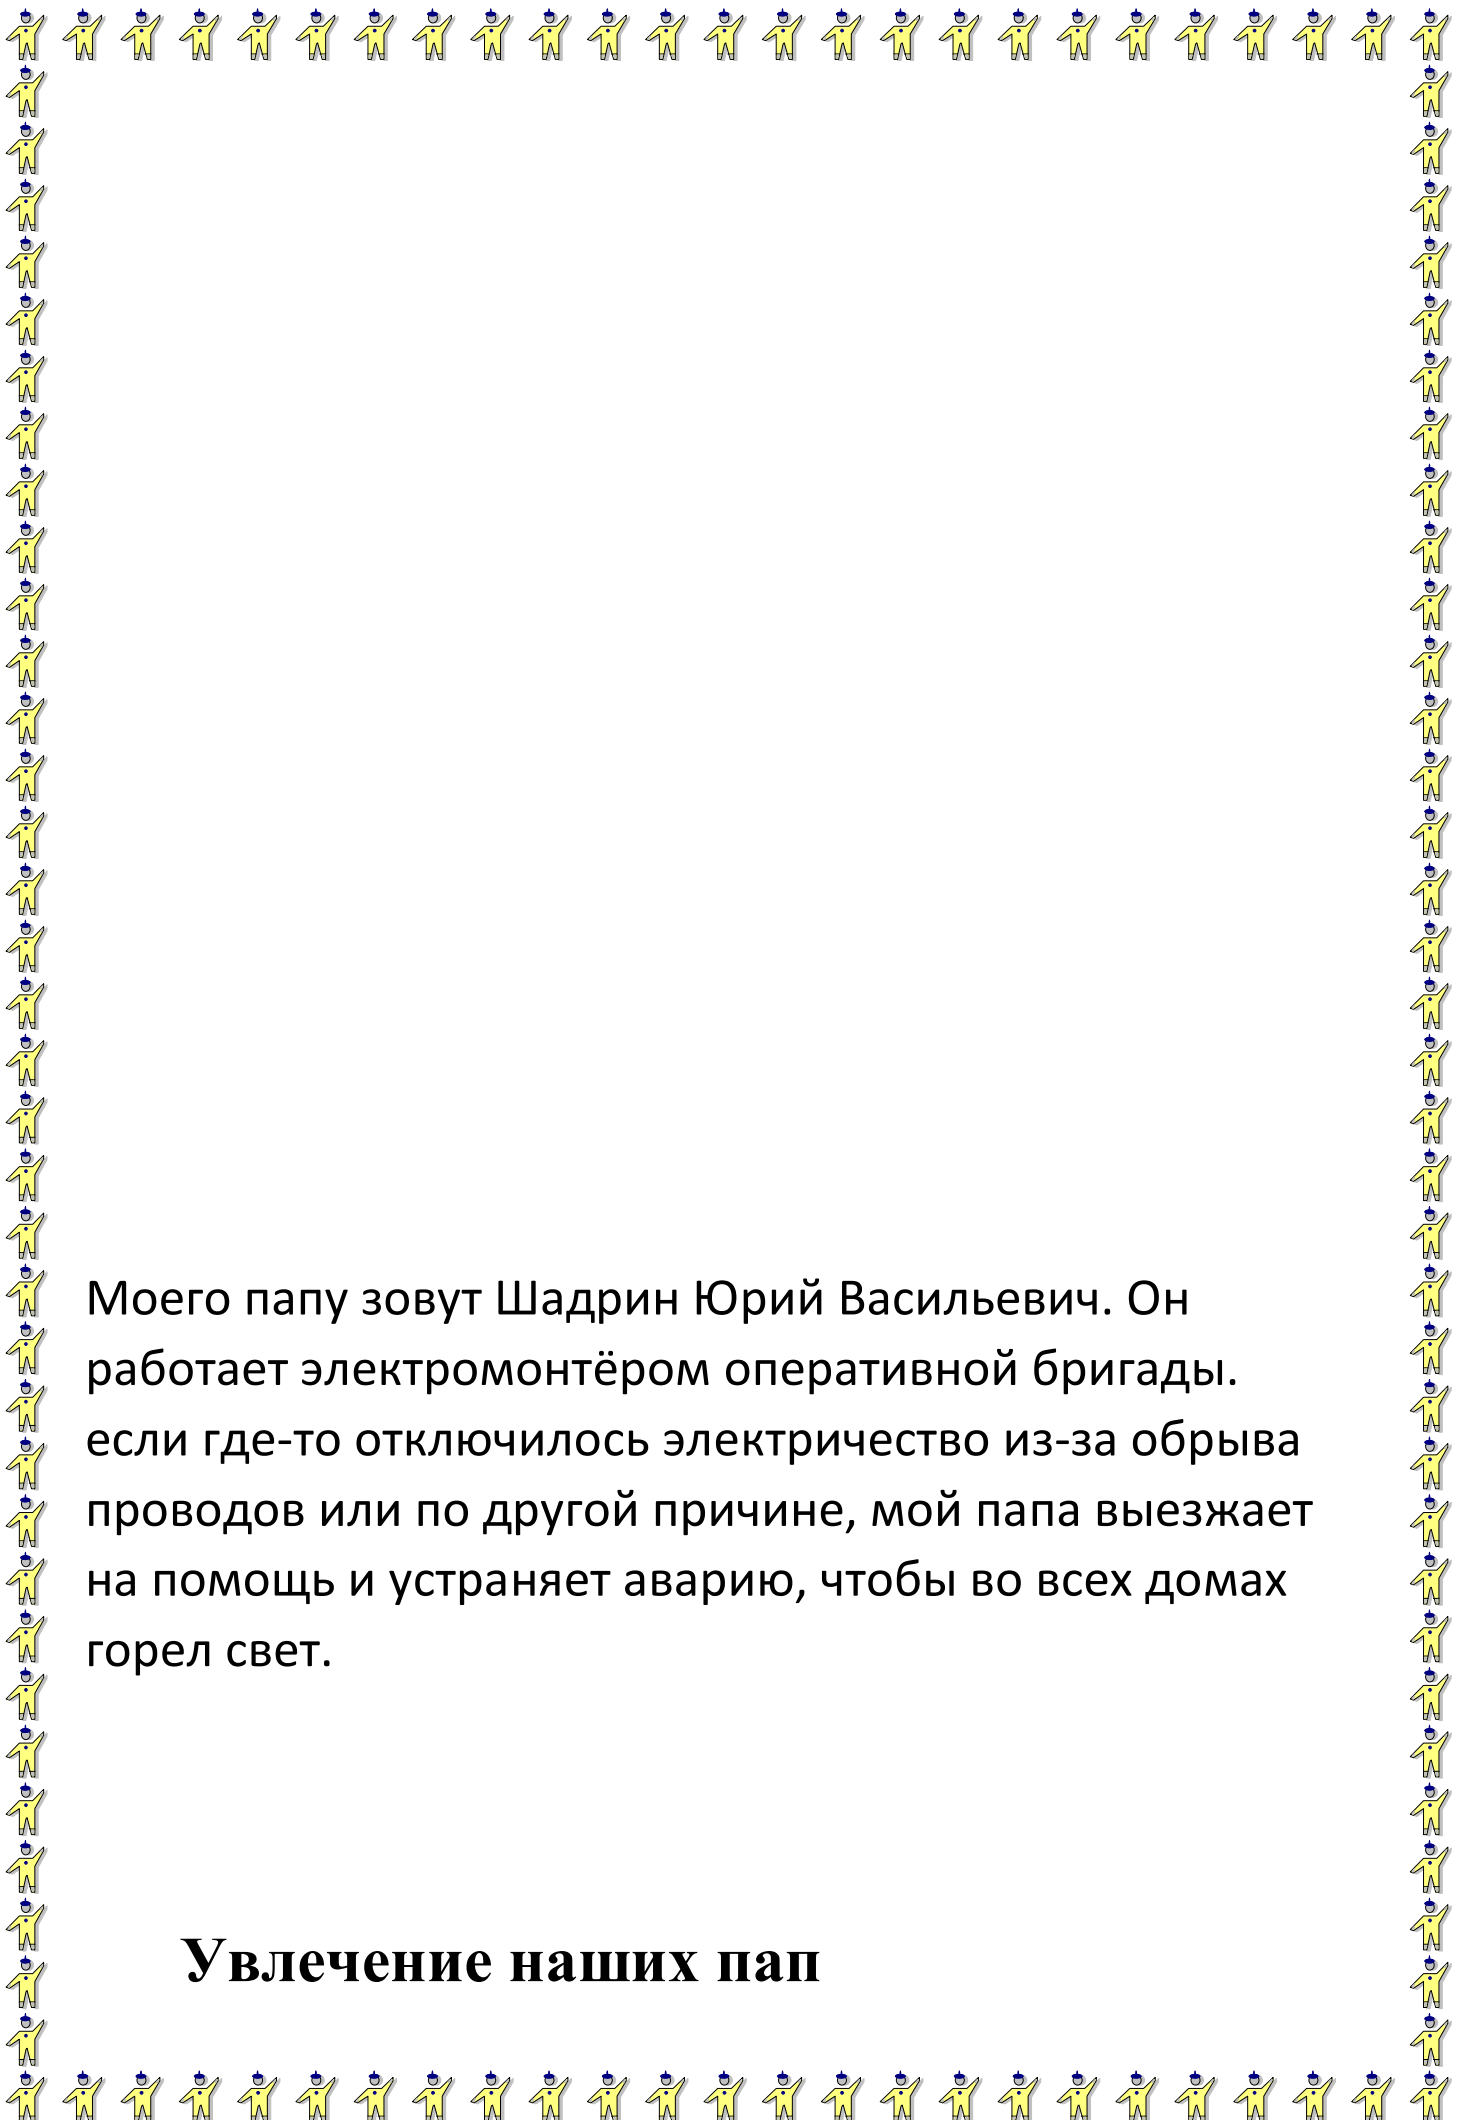 Моего папу зовут Шадрин Юрий Васильевич. Он
работает электромонтёром оперативной бригады.
если где-то отключилось электричество из-за обрыва
проводов или по другой причине, мой папа выезжает
на помощь и устраняет аварию, чтобы во всех домах
горел свет.
Увлечение наших пап